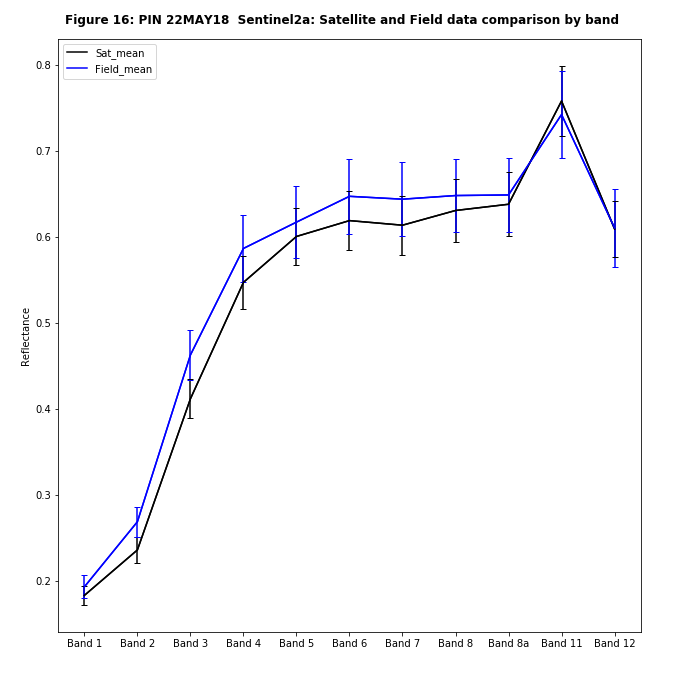 Figure 16: PIN 22MAY18  Sentinel2a: Satellite and Field data comparison by band
Sat_mean
Field_mean
0.8
0.7
0.6
0.5
0.4
0.3
0.2
Reflectance
Band 1 Band 2 Band 3 Band 4 Band 5 Band 6 Band 7 Band 8 Band 8a Band 11 Band 12